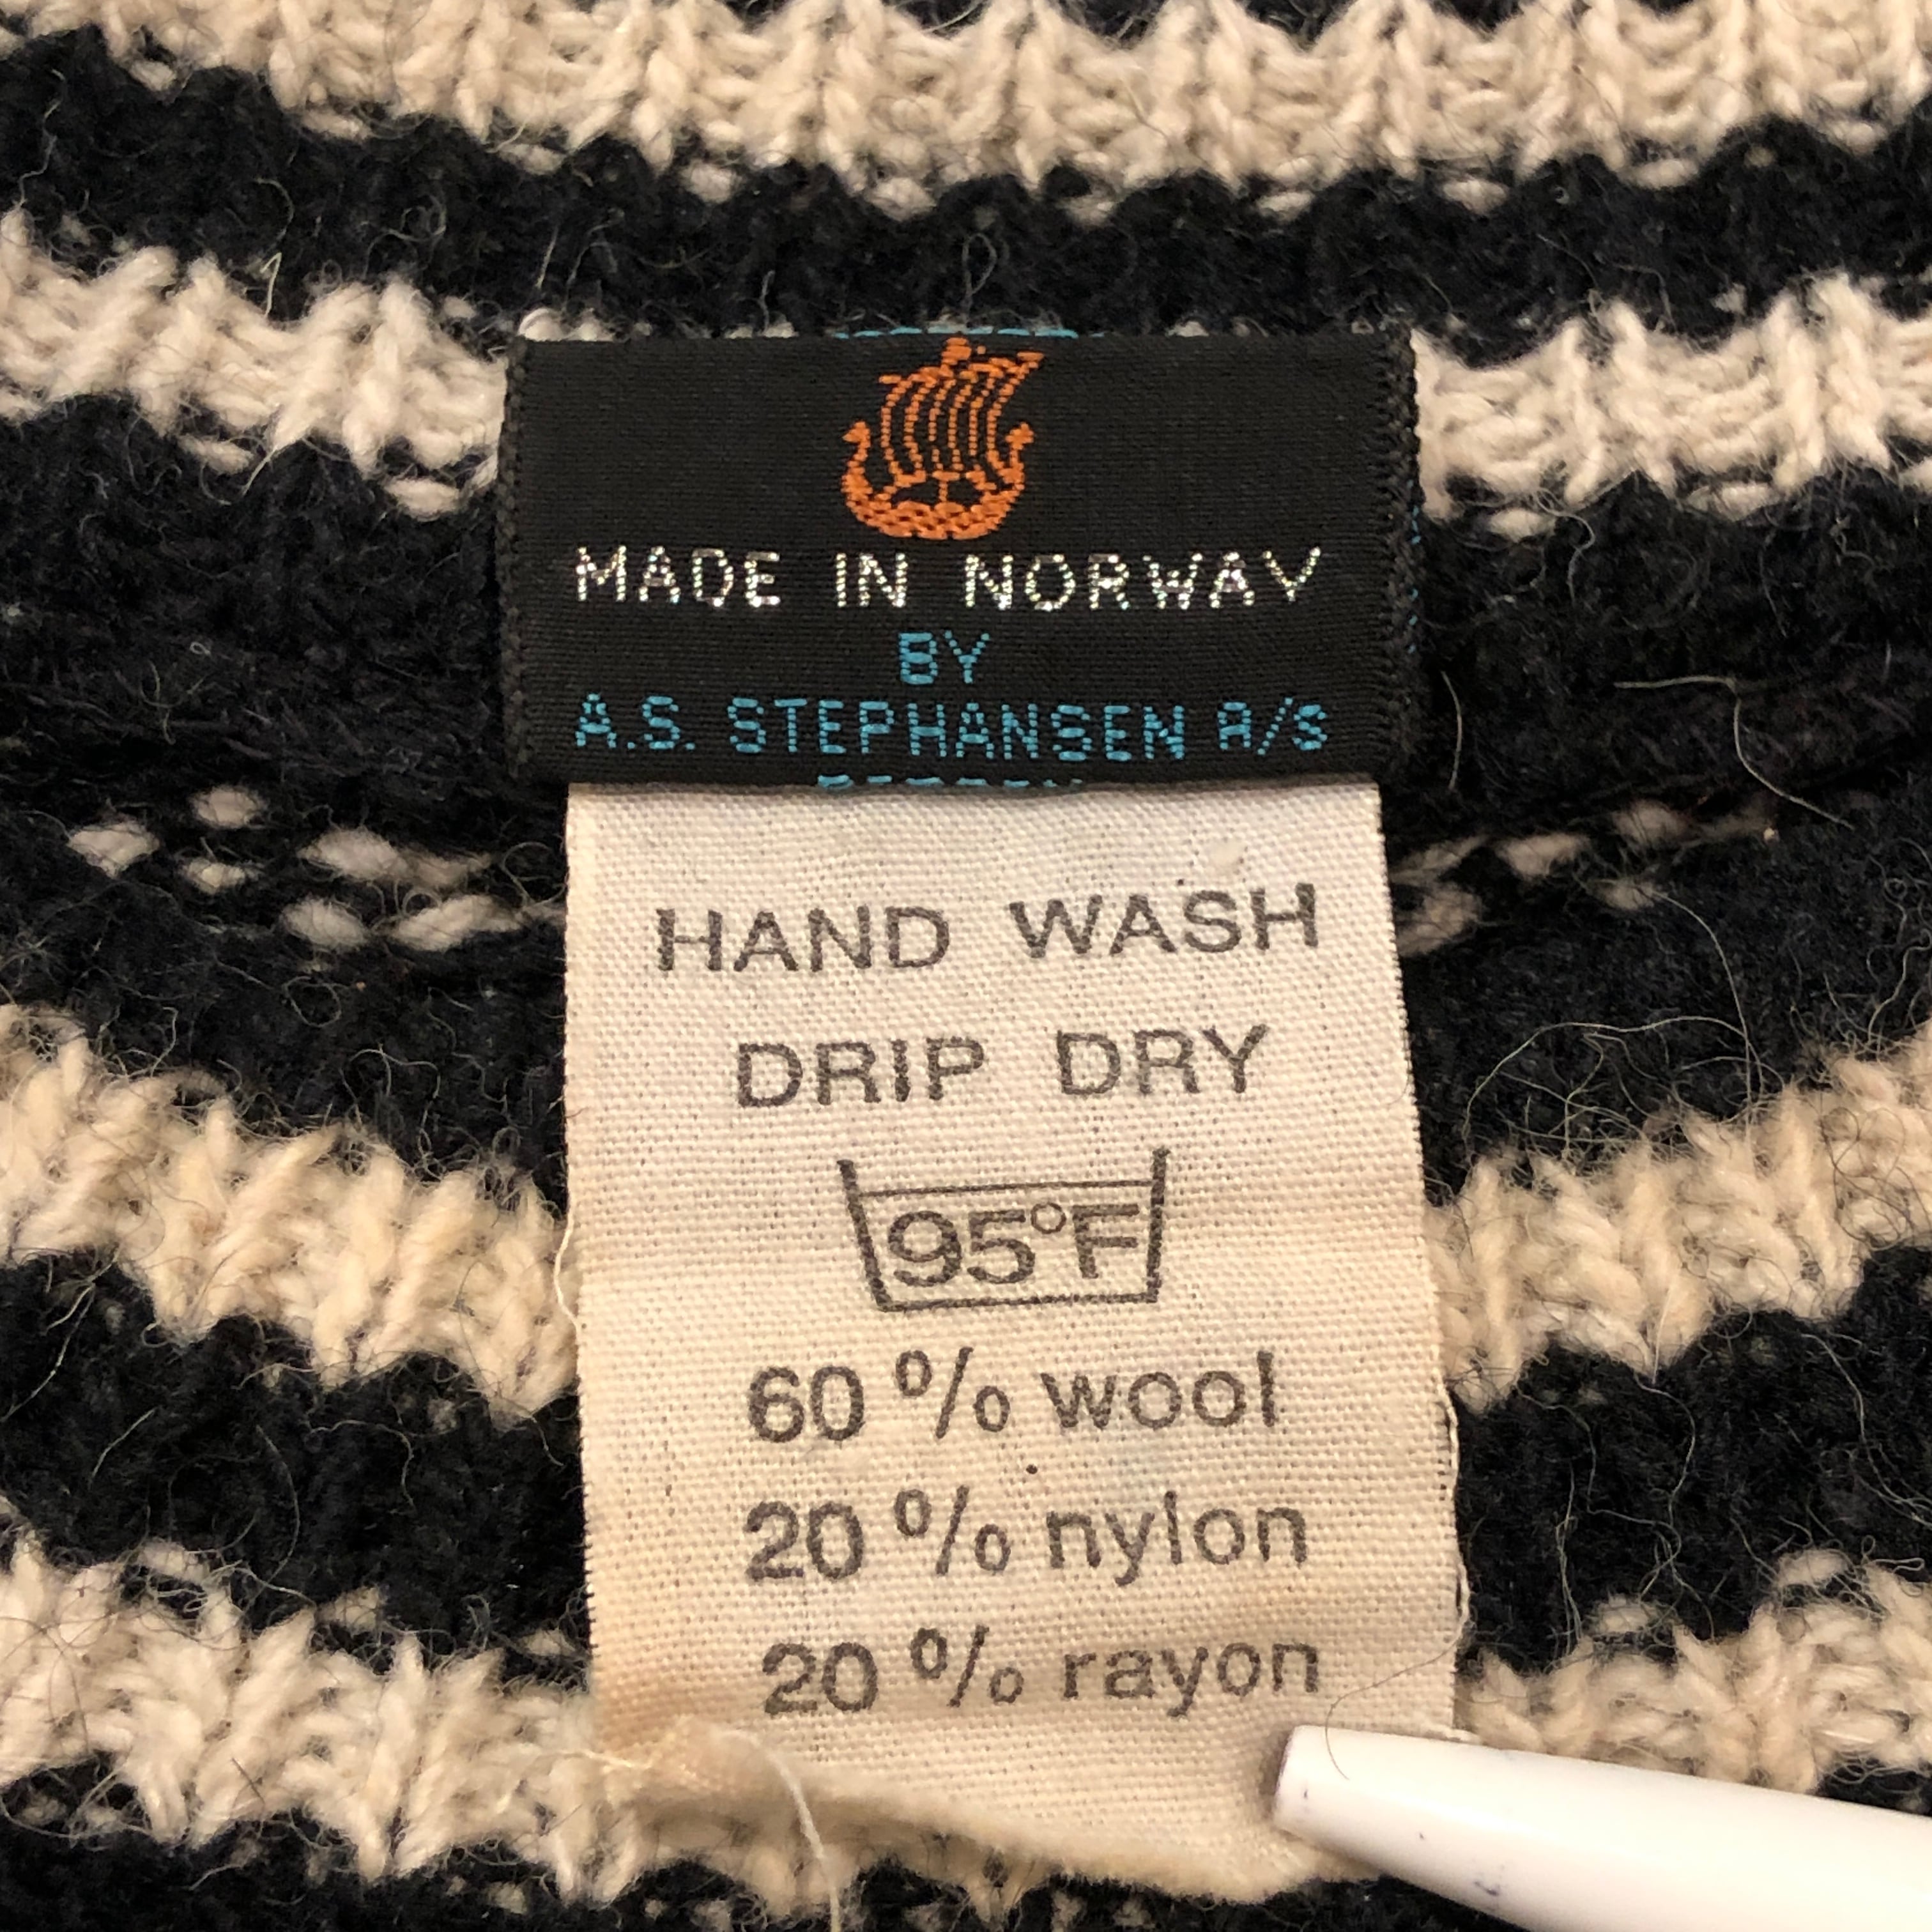 MADE IN NORWAY
BY
A.S. STEPHANSEN A/S
HAND WASH
DRIP DRY
95°F
60% wool
20% nylon
20% rayon